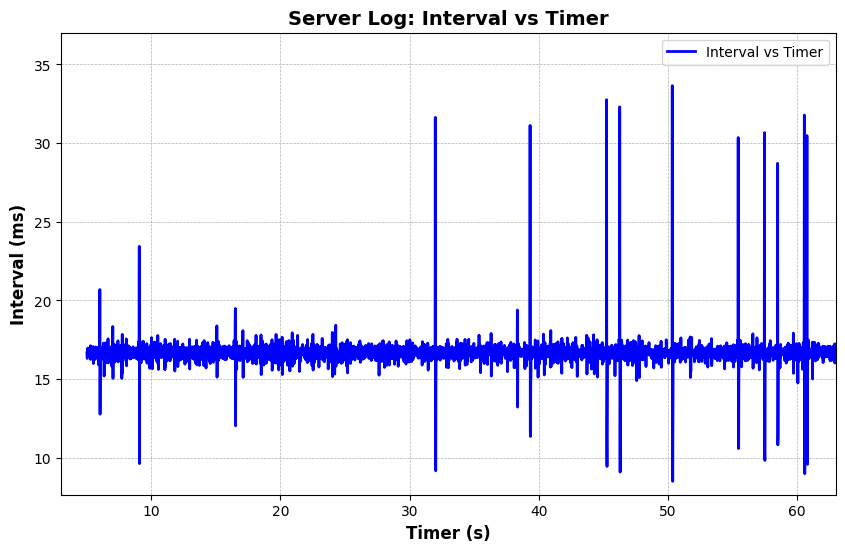 Server Log: Interval vs Timer
Interval vs Timer
35
30
25
20
15
10
Interval (ms)
10 20 30 40 50 60
Timer (s)